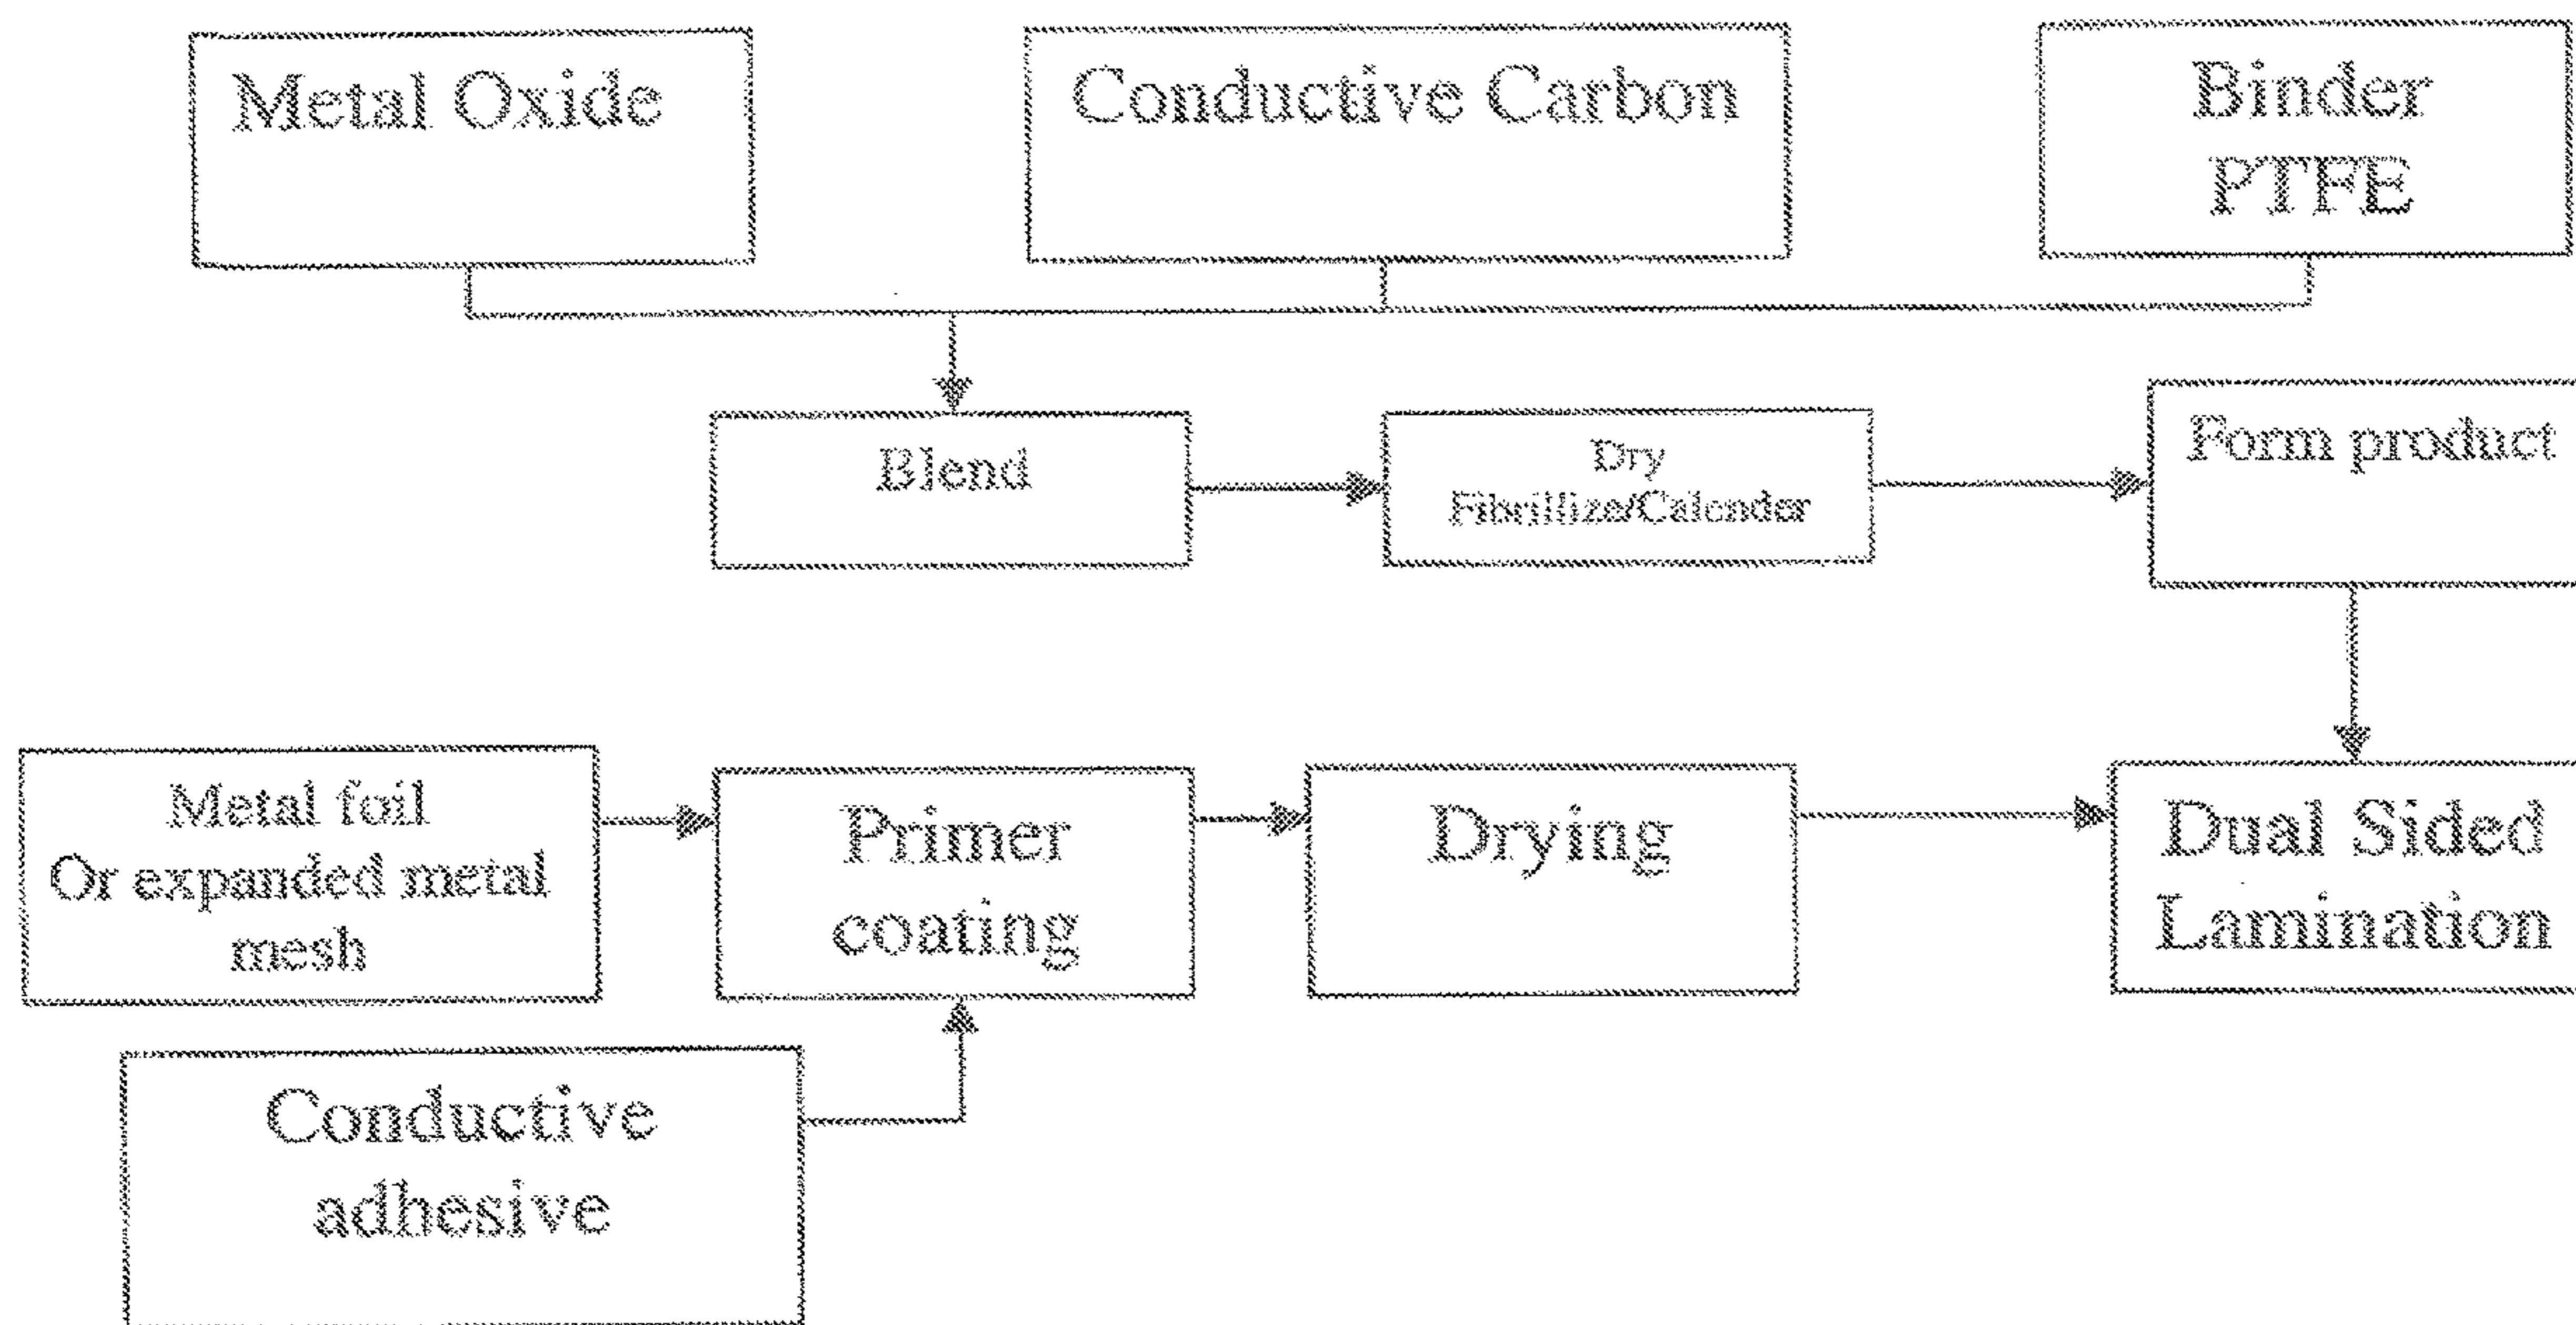 Metal Oxide
Conductive Carbon
Binder
PTFE
Blend
Dry
Fibrillize/Calender
Form product
Metal foil
Or expanded metal
mesh
Primer
coating
Drying
Dual Sided
Lamination
Conductive
adhesive